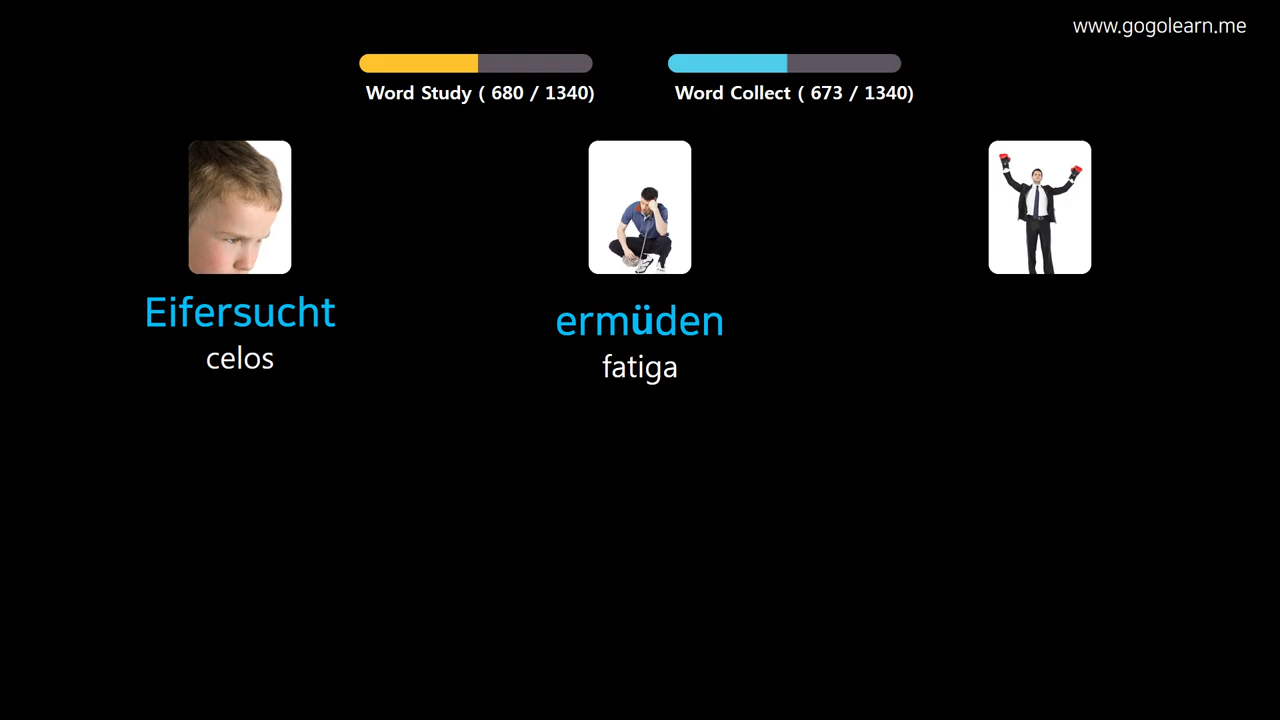 www.gogolearn.me
Word Study ( 680 / 1340)
Word Collect ( 673 / 1340)
Eifersucht
celos
ermüden
fatiga